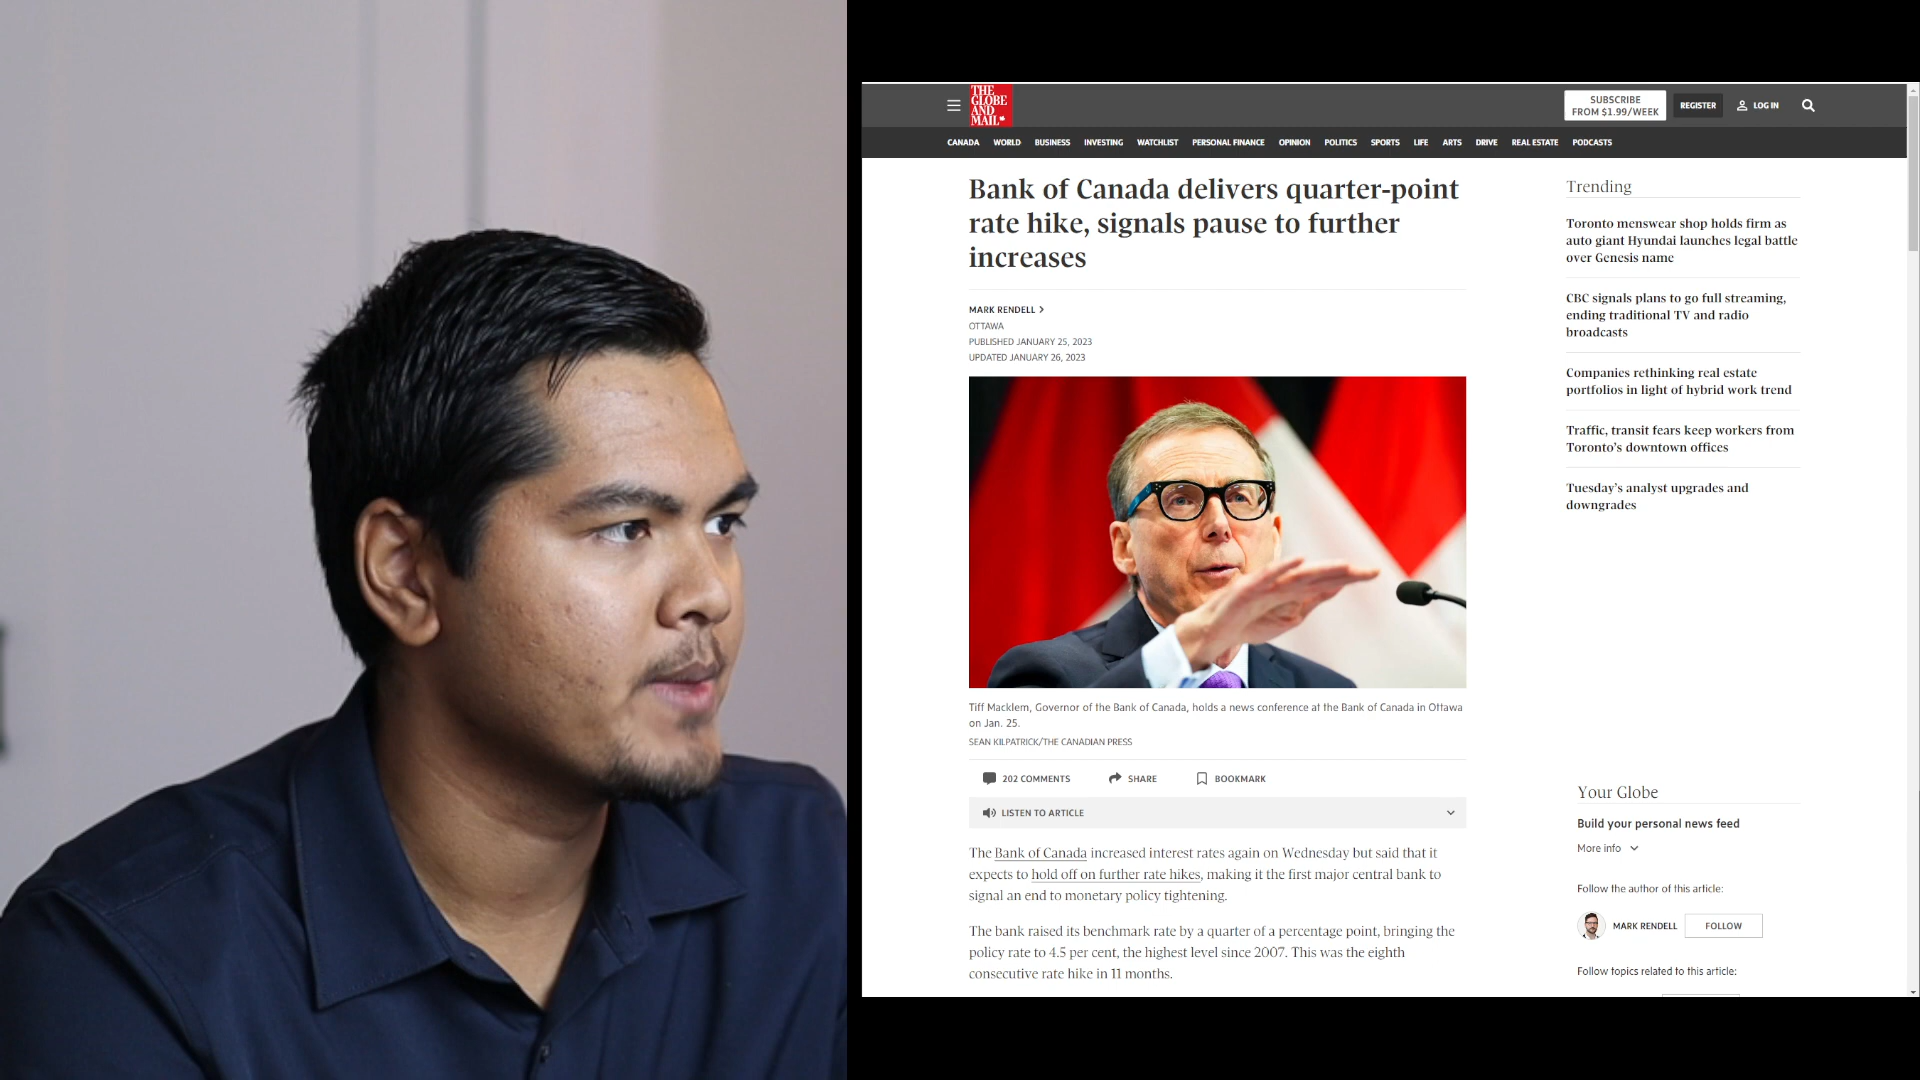 THE
GLOBE
AND
MAIL
SUBSCRIBE
FROM $1.99/WEEK
REGISTER
LOG IN
CANADA WORLD BUSINESS INVESTING WATCHLIST PERSONAL FINANCE OPINION POLITICS SPORTS LIFE ARTS DRIVE REAL ESTATE PODCASTS
Bank of Canada delivers quarter-point
rate hike, signals pause to further
increases
MARK RENDELL >
OTTAWA
PUBLISHED JANUARY 25, 2023
UPDATED JANUARY 26, 2023
Tiff Macklem, Governor of the Bank of Canada, holds a news conference at the Bank of Canada in Ottawa
on Jan. 25.
SEAN KILPATRICK/THE CANADIAN PRESS
202 COMMENTS SHARE BOOKMARK
LISTEN TO ARTICLE
The Bank of Canada increased interest rates again on Wednesday but said that it
expects to hold off on further rate hikes, making it the first major central bank to
signal an end to monetary policy tightening.
The bank raised its benchmark rate by a quarter of a percentage point, bringing the
policy rate to 4.5 per cent, the highest level since 2007. This was the eighth
consecutive rate hike in 11 months.
Trending
Toronto menswear shop holds firm as
auto giant Hyundai launches legal battle
over Genesis name
CBC signals plans to go full streaming,
ending traditional TV and radio
broadcasts
Companies rethinking real estate
portfolios in light of hybrid work trend
Traffic, transit fears keep workers from
Toronto's downtown offices
Tuesday's analyst upgrades and
downgrades
Your Globe
Build your personal news feed
More info
Follow the author of this article:
MARK RENDELL FOLLOW
Follow topics related to this article: